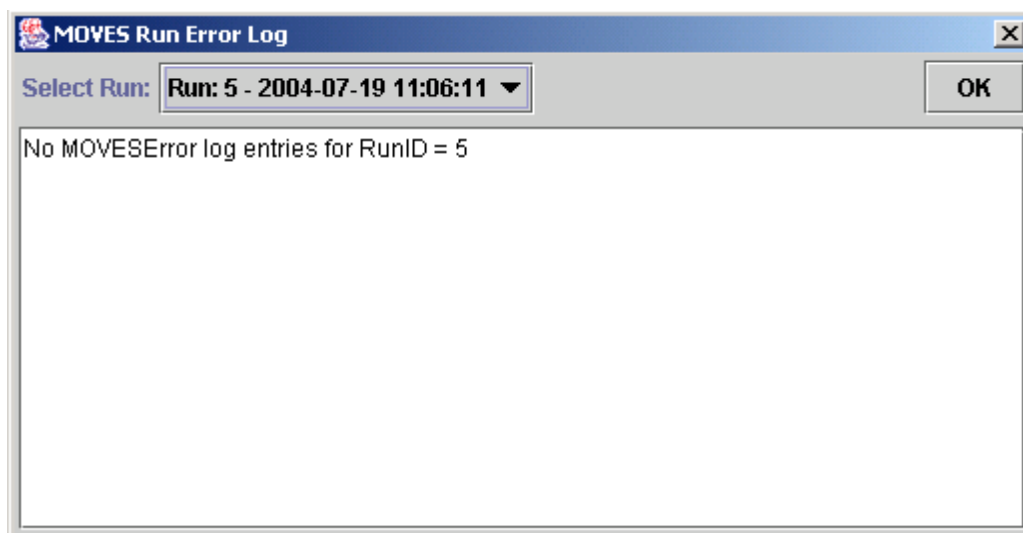 MOVES Run Error Log
Select Run: Run: 5 - 2004-07-19 11:06:11 OK
No MOVESError log entries for RunID = 5